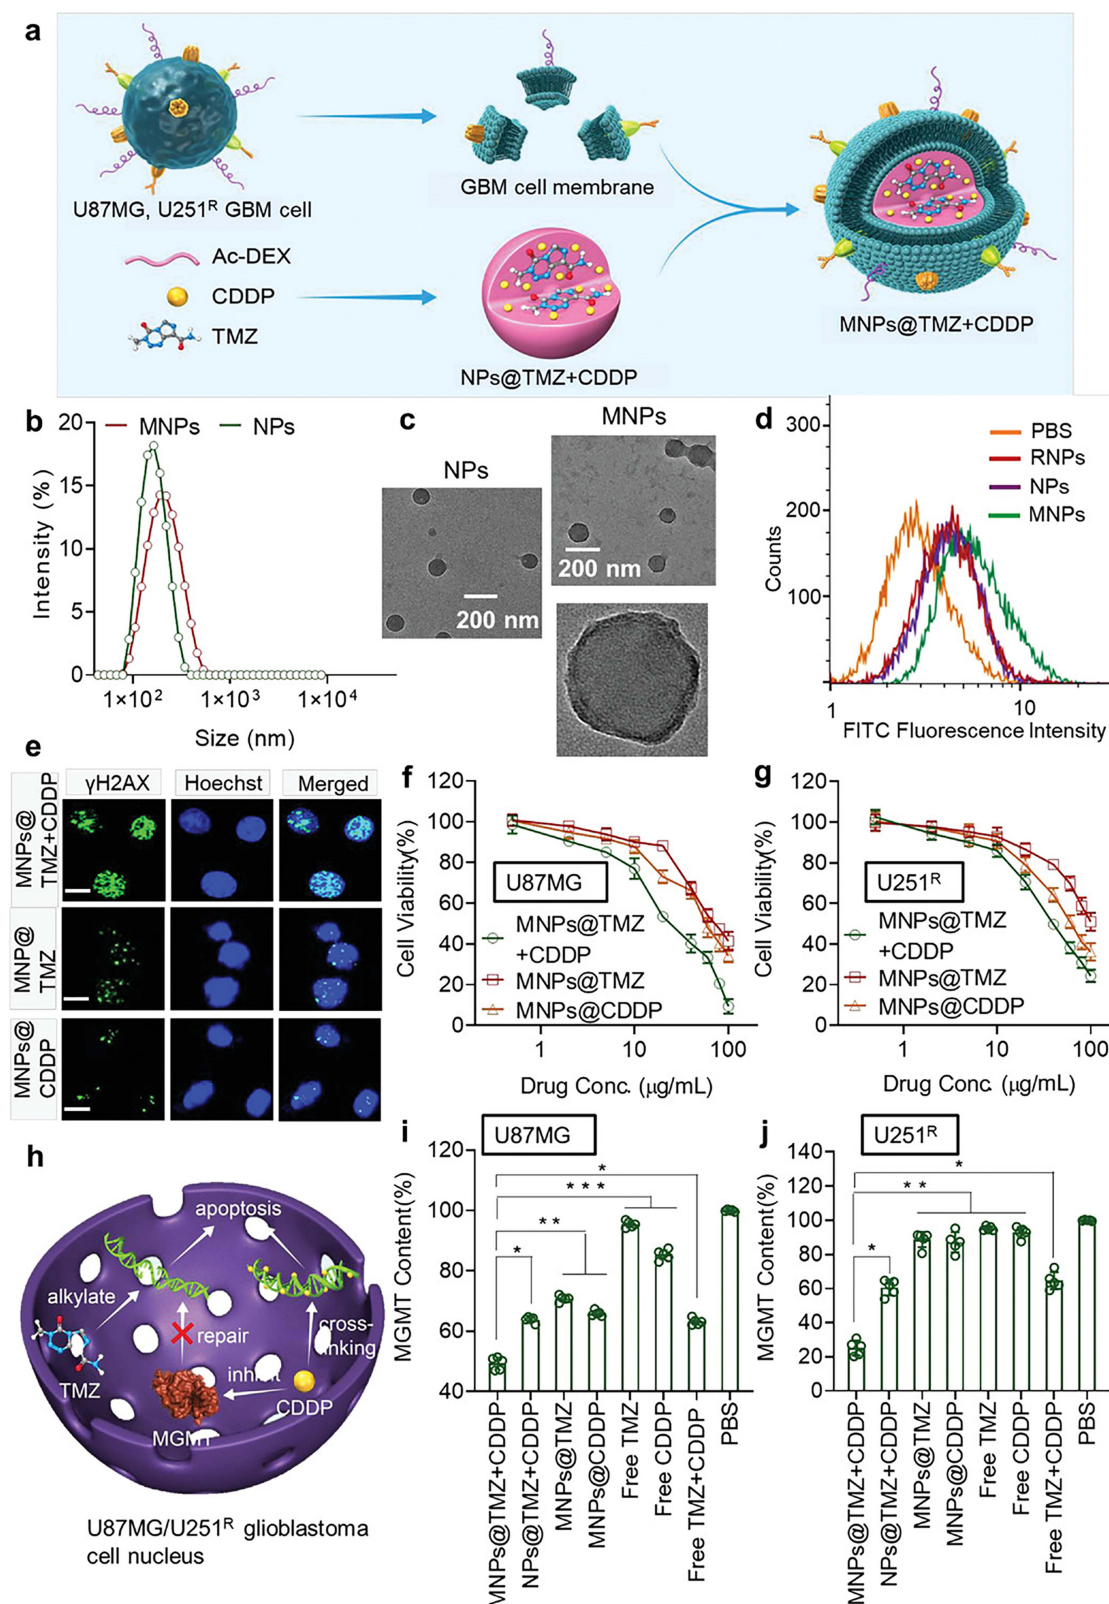 a
U87MG, U251ᴿ GBM cell
GBM cell membrane
Ac-DEX
CDDP
TMZ
NPs@TMZ+CDDP
MNPs@TMZ+CDDP
b
MNPs
NPs
Intensity (%)
20
15
10
5
0
1×10²
1×10³
1×10⁴
Size (nm)
c
MNPs
NPs
200 nm
200 nm
d
300
200
100
Counts
PBS
RNPs
NPs
MNPs
1
10
FITC Fluorescence Intensity
e
γH2AX
Hoechst
Merged
MNPs@
TMZ+CDDP
MNP@
TMZ
MNPs@
CDDP
f
Cell Viability(%)
120
100
80
60
40
20
0
U87MG
MNPs@TMZ
+CDDP
MNPs@TMZ
MNPs@CDDP
1
10
100
Drug Conc. (μg/mL)
g
Cell Viability(%)
120
100
80
60
40
20
0
U251ᴿ
MNPs@TMZ
+CDDP
MNPs@TMZ
MNPs@CDDP
1
10
100
Drug Conc. (μg/mL)
h
apoptosis
alkylate
repair
cross-
linking
inhibit
TMZ
CDDP
MGMT
U87MG/U251ᴿ glioblastoma
cell nucleus
i
U87MG
MGMT Content(%)
120
100
80
60
40
*
***
**
*
MNPs@TMZ+CDDP
NPs@TMZ+CDDP
MNPs@TMZ
MNPs@CDDP
Free TMZ
Free CDDP
Free TMZ+CDDP
PBS
j
U251ᴿ
MGMT Content(%)
140
120
100
80
60
40
20
0
*
**
*
MNPs@TMZ+CDDP
NPs@TMZ+CDDP
MNPs@TMZ
MNPs@CDDP
Free TMZ
Free CDDP
Free TMZ+CDDP
PBS